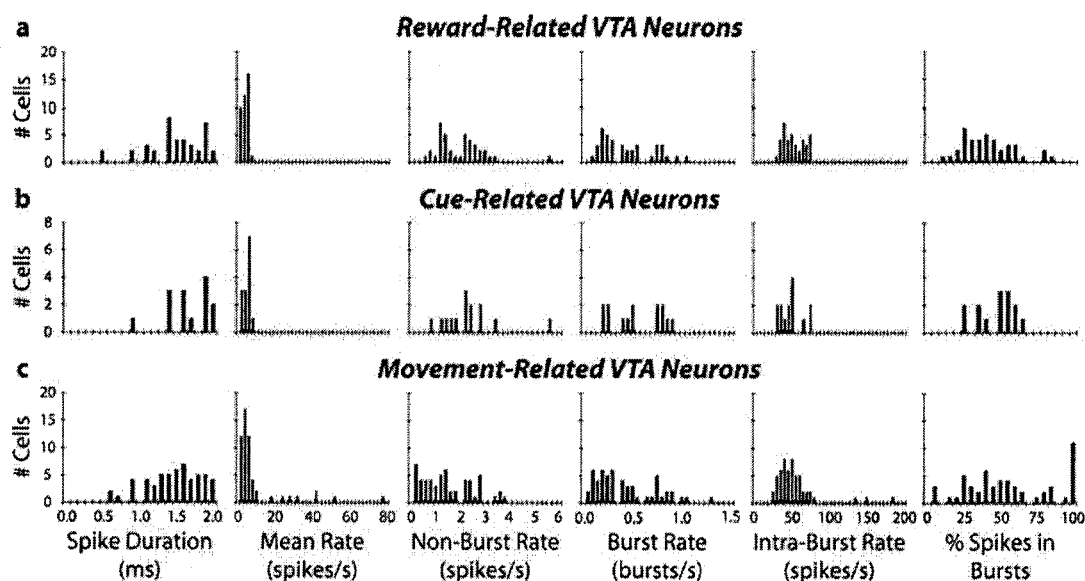 a Reward-Related VTA Neurons
20
15
10
5
0
# Cells
b Cue-Related VTA Neurons
8
6
4
2
0
# Cells
c Movement-Related VTA Neurons
20
15
10
5
0
# Cells
0.0 0.5 1.0 1.5 2.0 0 20 40 60 80 0 1 2 3 4 5 6 0.0 0.5 1.0 1.5 0 50 100 150 200 0 25 50 75 100
Spike Duration Mean Rate Non-Burst Rate Burst Rate Intra-Burst Rate % Spikes in
(ms) (spikes/s) (spikes/s) (bursts/s) (spikes/s) Bursts